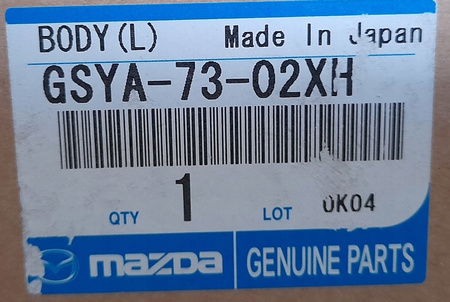 BODY(L) Made In Japan
GSYA-73-02XH
QTY 1 LOT 0K04
mazda GENUINE PARTS